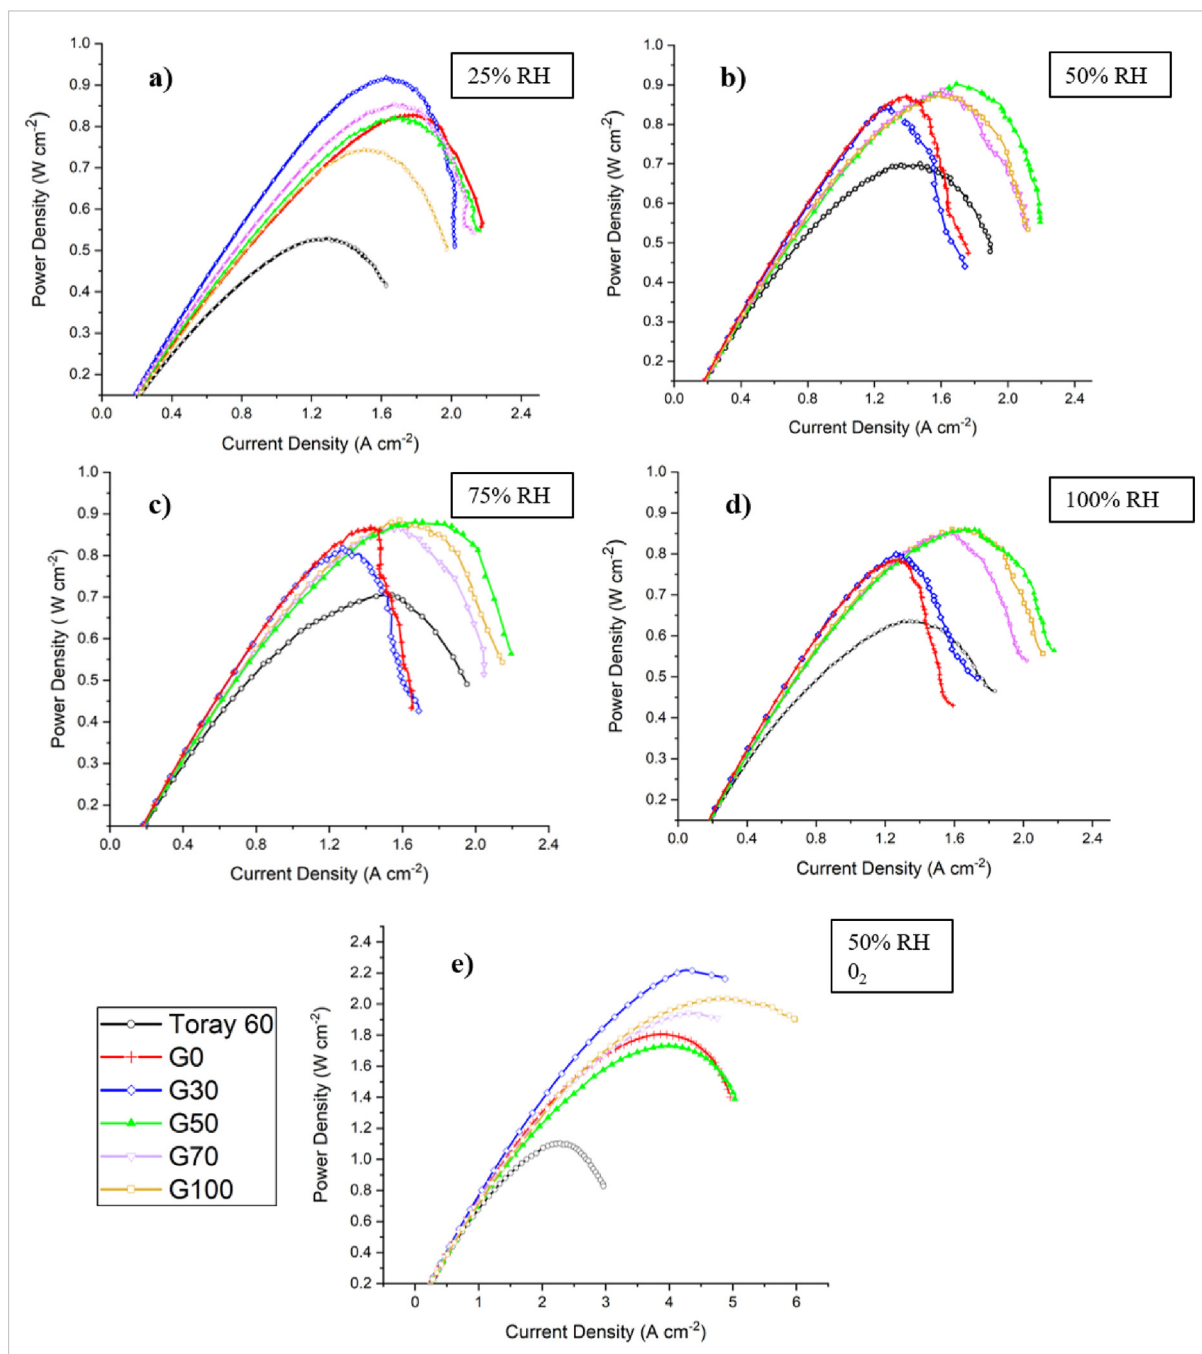 a)
25% RH
1.0
0.9
0.8
0.7
0.6
0.5
0.4
0.3
0.2
Power Density (W cm-2)
0.0 0.4 0.8 1.2 1.6 2.0 2.4
Current Density (A cm-2)
b)
50% RH
1.0
0.9
0.8
0.7
0.6
0.5
0.4
0.3
0.2
Power Density (W cm-2)
0.0 0.4 0.8 1.2 1.6 2.0 2.4
Current Density (A cm-2)
c)
75% RH
1.0
0.9
0.8
0.7
0.6
0.5
0.4
0.3
0.2
Power Density ( W cm-2)
0.0 0.4 0.8 1.2 1.6 2.0 2.4
Current Density (A cm-2)
d)
100% RH
1.0
0.9
0.8
0.7
0.6
0.5
0.4
0.3
0.2
Power Density (W cm-2)
0.0 0.4 0.8 1.2 1.6 2.0 2.4
Current Density (A cm-2)
e)
50% RH
02
2.4
2.2
2.0
1.8
1.6
1.4
1.2
1.0
0.8
0.6
0.4
0.2
Power Density (W cm-2)
0 1 2 3 4 5 6
Current Density (A cm-2)
Toray 60
G0
G30
G50
G70
G100